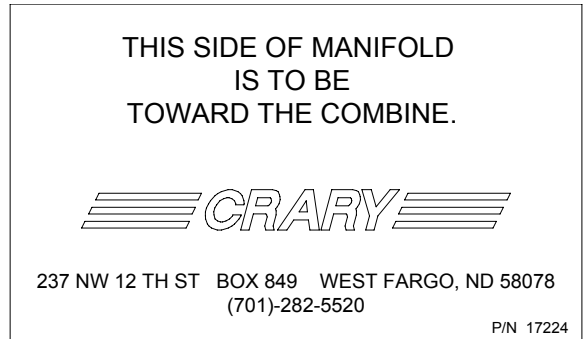 THIS SIDE OF MANIFOLD
IS TO BE
TOWARD THE COMBINE.
CRARY
237 NW 12 TH ST BOX 849 WEST FARGO, ND 58078
(701)-282-5520
P/N 17224